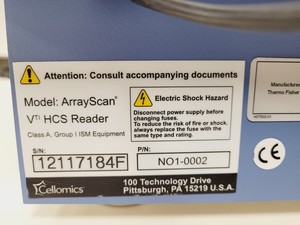 Attention: Consult accompanying documents
Model: ArrayScan®
VTI HCS Reader
Class A, Group I ISM Equipment
Electric Shock Hazard
Disconnect power supply before
changing fuses.
To reduce the risk of fire or shock,
always replace the fuse with the
same type and rating.
S/N:
12117184F
P/N:
NO1-0002
Cellomics
100 Technology Drive
Pittsburgh, PA 15219 U.S.A.
Manufactured
Thermo Fisher
CE